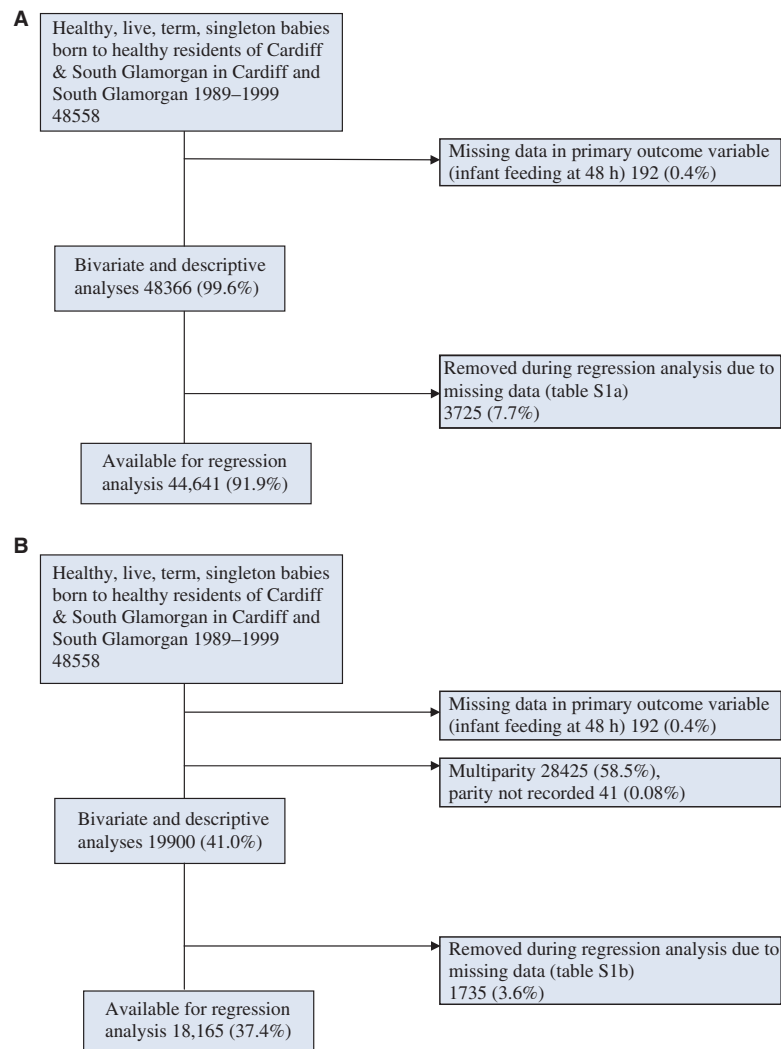 A
Healthy, live, term, singleton babies
born to healthy residents of Cardiff
& South Glamorgan in Cardiff and
South Glamorgan 1989–1999
48558
Missing data in primary outcome variable
(infant feeding at 48 h) 192 (0.4%)
Bivariate and descriptive
analyses 48366 (99.6%)
Removed during regression analysis due to
missing data (table S1a)
3725 (7.7%)
Available for regression
analysis 44,641 (91.9%)
B
Healthy, live, term, singleton babies
born to healthy residents of Cardiff
& South Glamorgan in Cardiff and
South Glamorgan 1989–1999
48558
Missing data in primary outcome variable
(infant feeding at 48 h) 192 (0.4%)
Multiparity 28425 (58.5%),
parity not recorded 41 (0.08%)
Bivariate and descriptive
analyses 19900 (41.0%)
Removed during regression analysis due to
missing data (table S1b)
1735 (3.6%)
Available for regression
analysis 18,165 (37.4%)